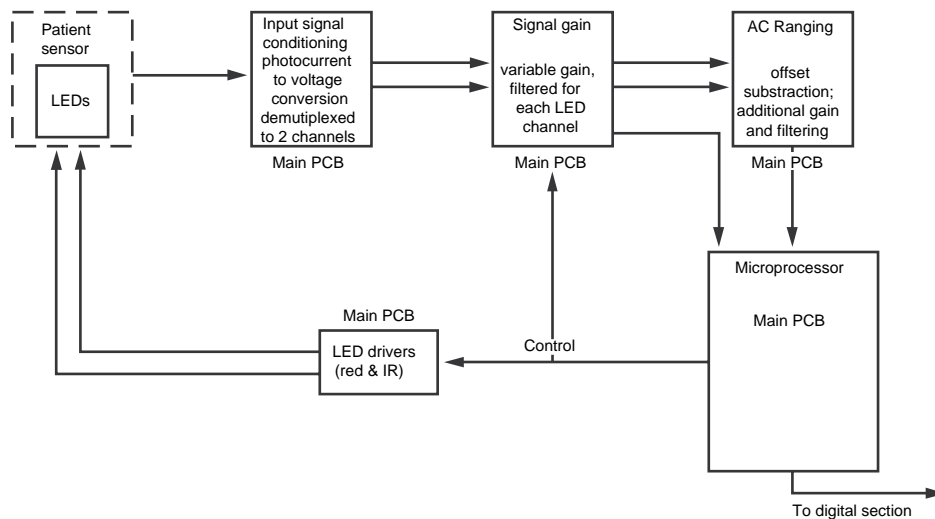 Patient
sensor
LEDs
Input signal
conditioning
photocurrent
to voltage
conversion
demutiplexed
to 2 channels
Main PCB
Signal gain
variable gain,
filtered for
each LED
channel
Main PCB
AC Ranging
offset
substraction;
additional gain
and filtering
Main PCB
Microprocessor
Main PCB
Main PCB
LED drivers
(red & IR)
Control
To digital section